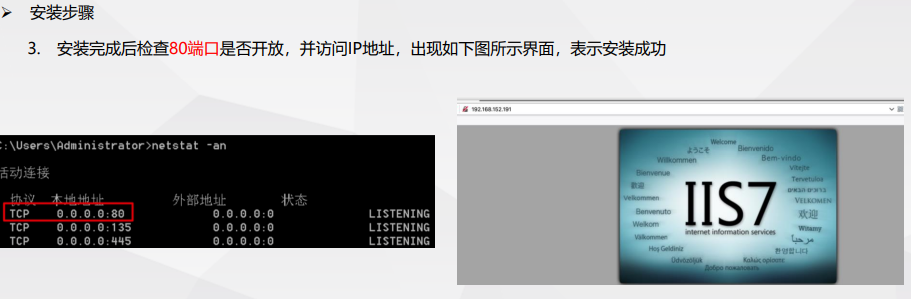 ➢ 安装步骤
3. 安装完成后检查80端口是否开放，并访问IP地址，出现如下图所示界面，表示安装成功
C:\Users\Administrator>netstat -an
活动连接
协议 本地地址 外部地址 状态
TCP 0.0.0.0:80 0.0.0.0:0 LISTENING
TCP 0.0.0.0:135 0.0.0.0:0 LISTENING
TCP 0.0.0.0:445 0.0.0.0:0 LISTENING
192.168.152.191
Welcome
ようこそ
Bienvenido
Willkommen
Bem-vindo
Bienvenue
Vitejte
Tervetuloa
歡迎
ברוכים הבאים
Velkommen
VELKOMEN
IIS7
internet information services
Benvenuto
欢迎
Welkom
Witamy
Välkommen
مرحبا
Hoş Geldiniz
환영합니다
Üdvözöljük
Καλώς ορίσατε
Добро пожаловать